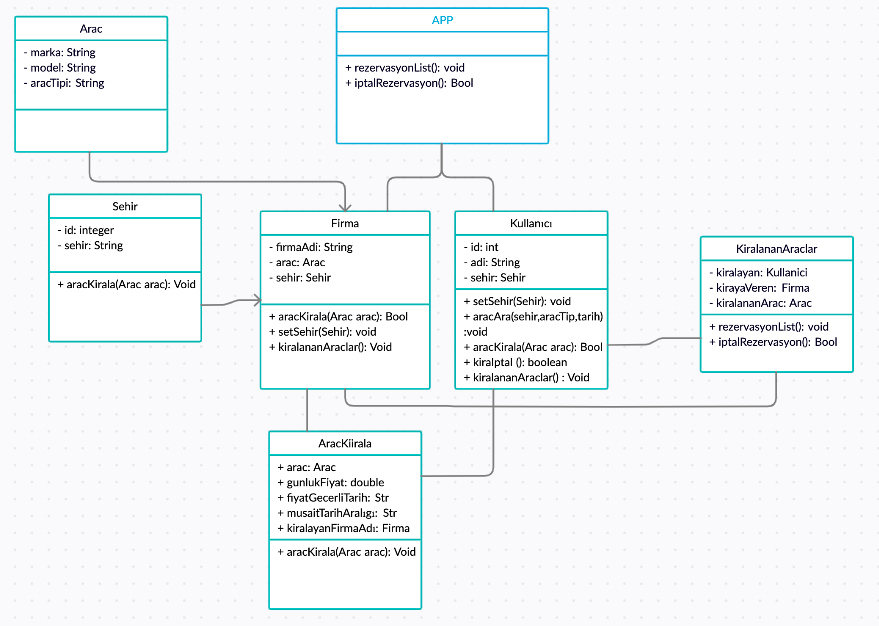 Arac
- marka: String
- model: String
- aracTipi: String
APP
+ rezervasyonList(): void
+ iptalRezervasyon(): Bool
Sehir
- id: integer
- sehir: String
+ aracKirala(Arac arac): Void
Firma
- firmaAdi: String
- arac: Arac
- sehir: Sehir
+ aracKirala(Arac arac): Bool
+ setSehir(Sehir): void
+ kiralananAraclar(): Void
Kullanıcı
- id: int
- adi: String
- sehir: Sehir
+ setSehir(Sehir): void
+ aracAra(sehir,aracTip,tarih)
:void
+ aracKirala(Arac arac): Bool
+ kiraIptal (): boolean
+ kiralananAraclar() : Void
KiralananAraclar
- kiralayan: Kullanici
- kirayaVeren: Firma
- kiralananArac: Arac
+ rezervasyonList(): void
+ iptalRezervasyon(): Bool
AracKiirala
+ arac: Arac
+ gunlukFiyat: double
+ fiyatGecerliTarih: Str
+ musaitTarihAralıgı: Str
+ kiralayanFirmaAdı: Firma
+ aracKirala(Arac arac): Void